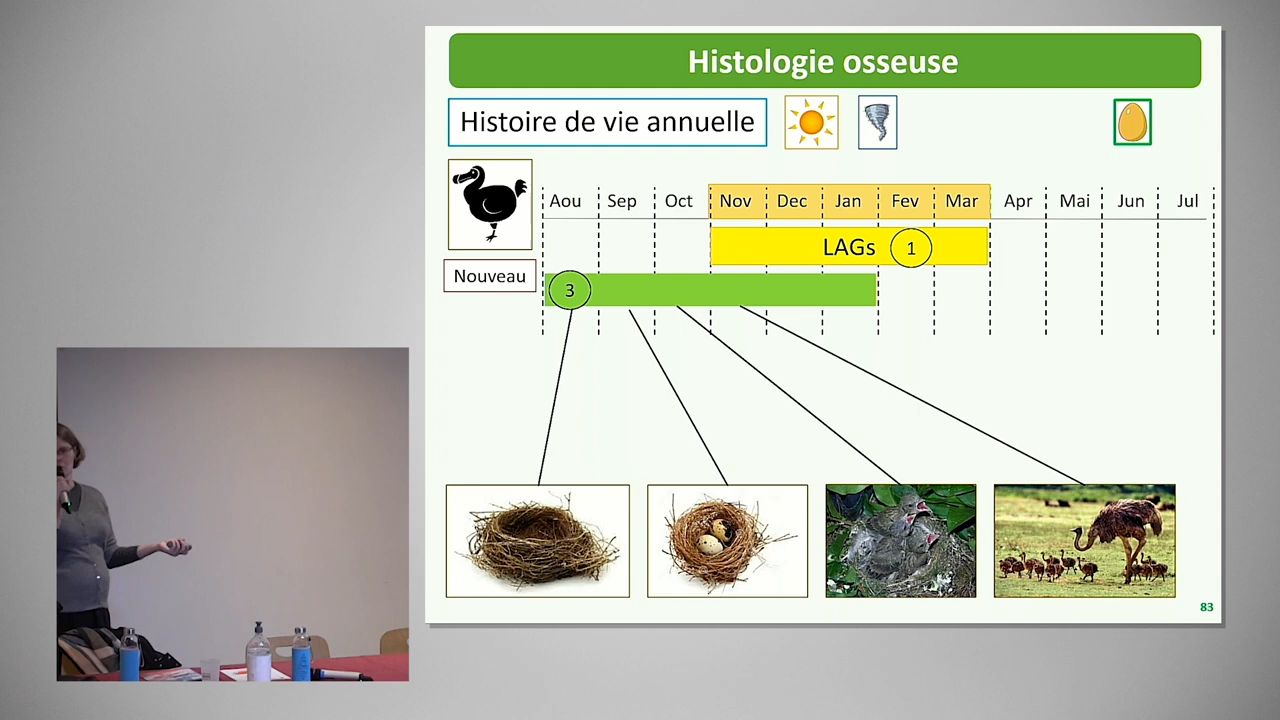 Histologie osseuse
Histoire de vie annuelle
Aou Sep Oct Nov Dec Jan Fev Mar Apr Mai Jun Jul
LAGs 1
Nouveau
3
83